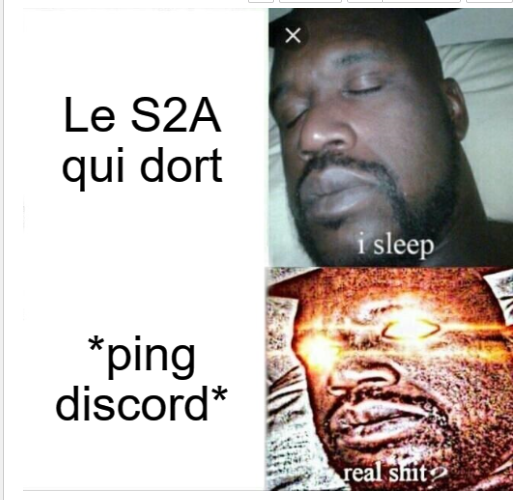 Le S2A
qui dort
i sleep
*ping
discord*
real shit?